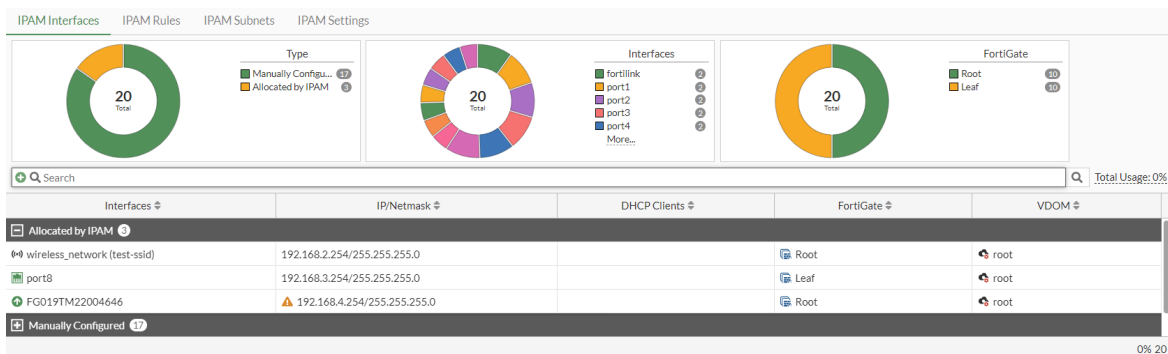 IPAM Interfaces IPAM Rules IPAM Subnets IPAM Settings
Type
20
Total
Manually Configu... 17
Allocated by IPAM 3
Interfaces
20
Total
fortilink 2
port1 2
port2 2
port3 2
port4 2
More...
FortiGate
20
Total
Root 10
Leaf 10
Search
Total Usage: 0%
Interfaces IP/Netmask DHCP Clients FortiGate VDOM
Allocated by IPAM 3
wireless_network (test-ssid) 192.168.2.254/255.255.255.0 Root root
port8 192.168.3.254/255.255.255.0 Leaf root
FG019TM22004646 192.168.4.254/255.255.255.0 Root root
Manually Configured 17
0% 20